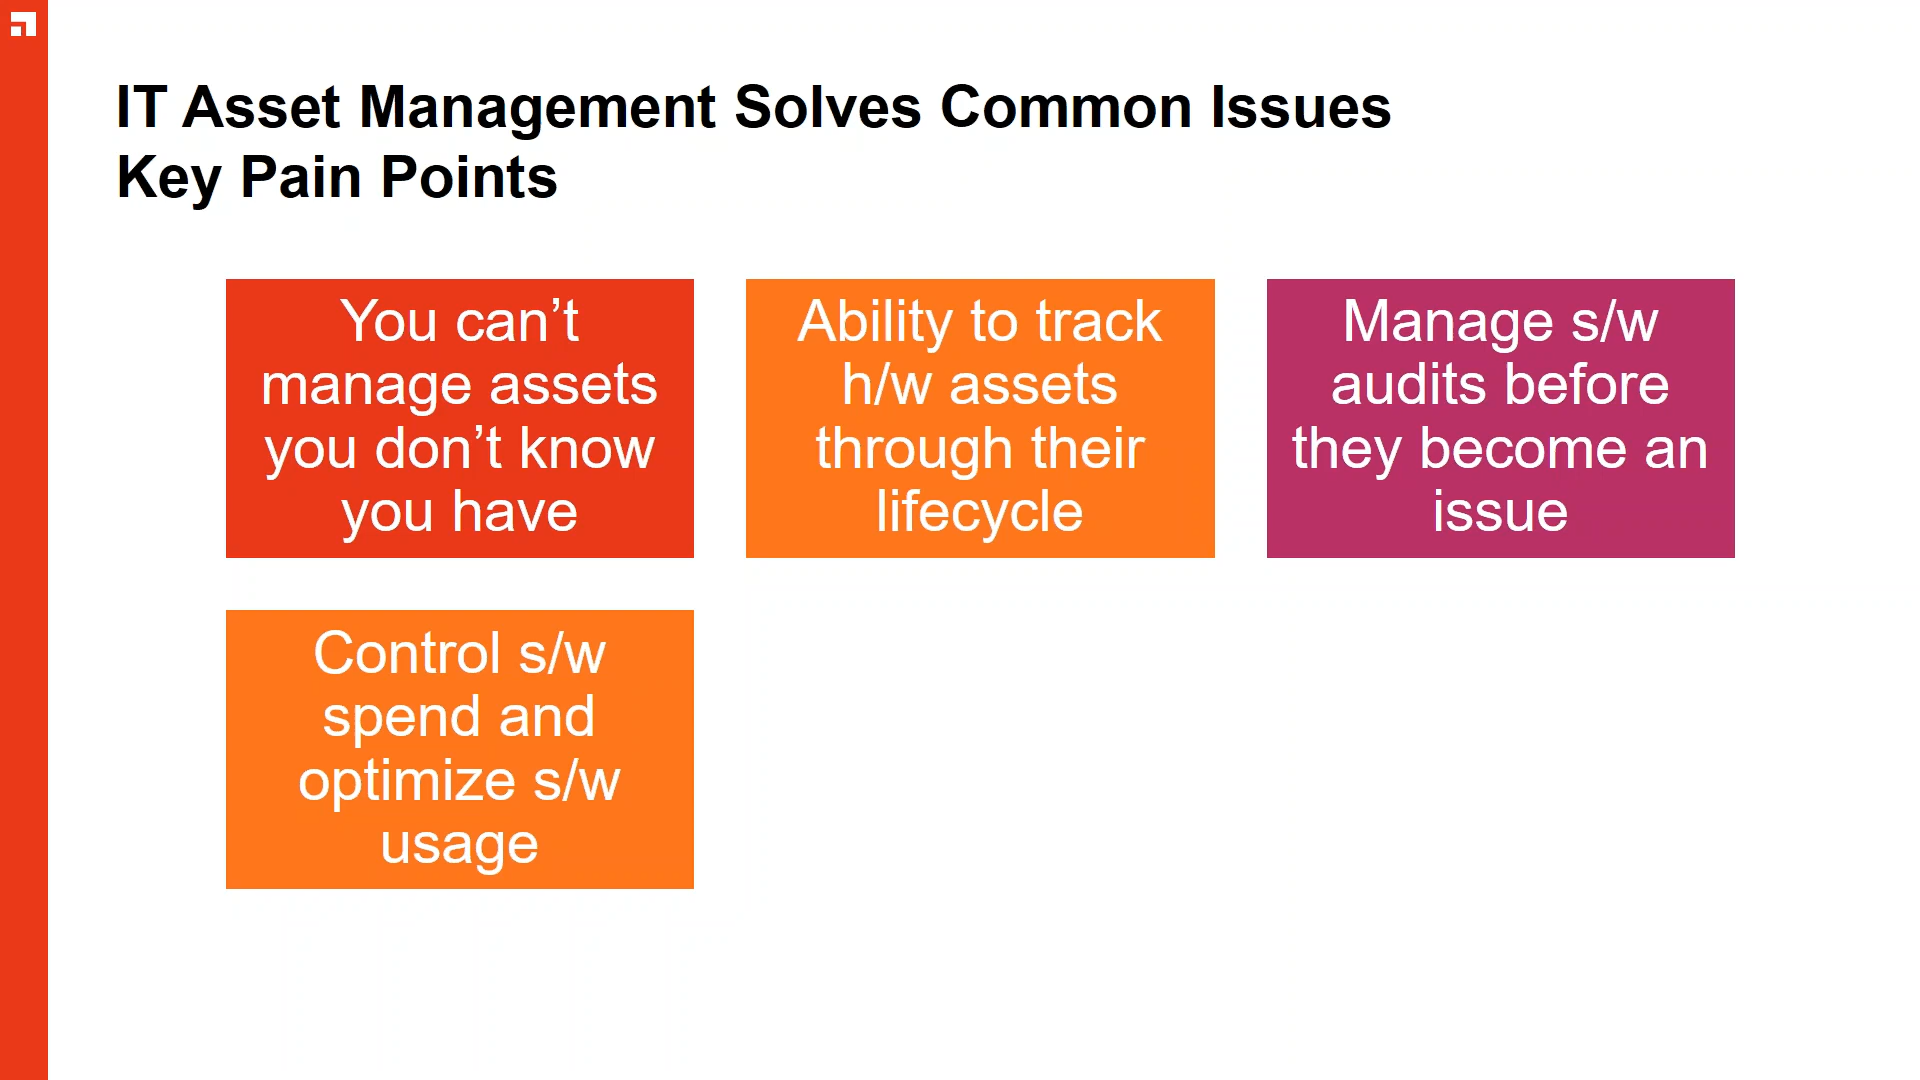 IT Asset Management Solves Common Issues
Key Pain Points
You can’t
manage assets
you don’t know
you have
Ability to track
h/w assets
through their
lifecycle
Manage s/w
audits before
they become an
issue
Control s/w
spend and
optimize s/w
usage